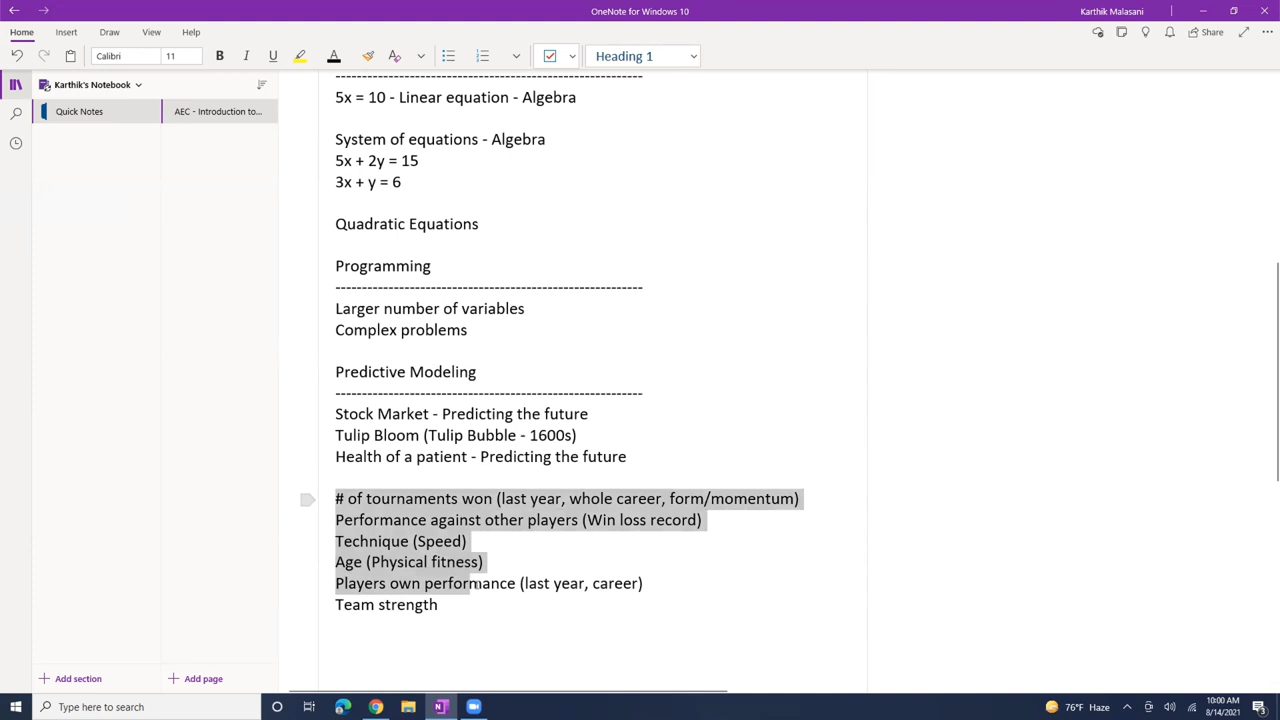 OneNote for Windows 10
Karthik Malasani
Home
Insert
Draw
View
Help
Share
Calibri
11
B
I
U
A
Heading 1
Karthik's Notebook
Quick Notes
AEC - Introduction to...
----------------------------------------------------------
5x = 10 - Linear equation - Algebra
System of equations - Algebra
5x + 2y = 15
3x + y = 6
Quadratic Equations
Programming
----------------------------------------------------------
Larger number of variables
Complex problems
Predictive Modeling
----------------------------------------------------------
Stock Market - Predicting the future
Tulip Bloom (Tulip Bubble - 1600s)
Health of a patient - Predicting the future
# of tournaments won (last year, whole career, form/momentum)
Performance against other players (Win loss record)
Technique (Speed)
Age (Physical fitness)
Players own performance (last year, career)
Team strength
Add section
Add page
Type here to search
76°F Haze
10:00 AM
8/14/2021
3